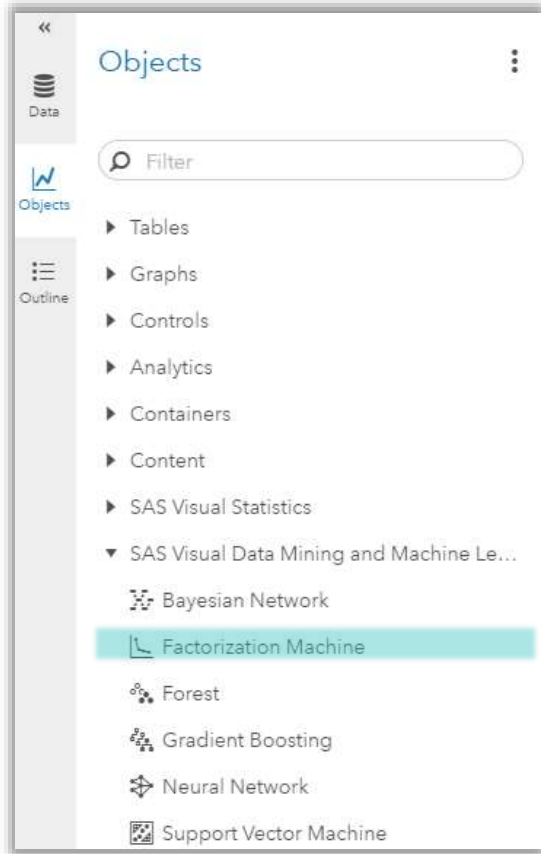 Data
Objects
Outline
Objects
Filter
Tables
Graphs
Controls
Analytics
Containers
Content
SAS Visual Statistics
SAS Visual Data Mining and Machine Le...
Bayesian Network
Factorization Machine
Forest
Gradient Boosting
Neural Network
Support Vector Machine